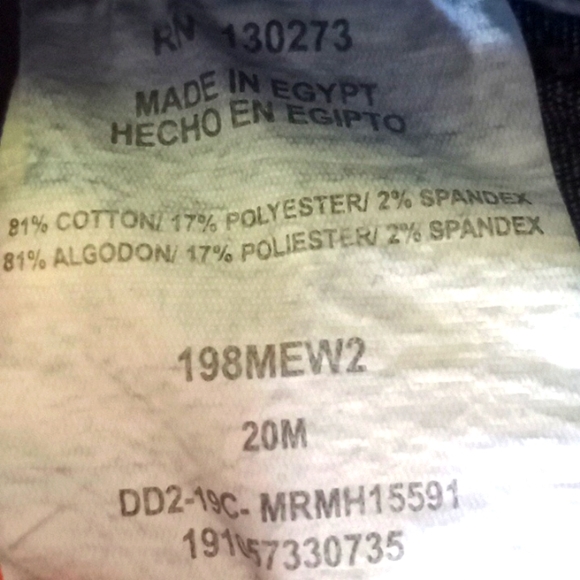 RN 130273
MADE IN EGYPT
HECHO EN EGIPTO
81% COTTON/ 17% POLYESTER/ 2% SPANDEX
81% ALGODON/ 17% POLIESTER/ 2% SPANDEX
198MEW2
20M
DD2-19C- MRMH15591